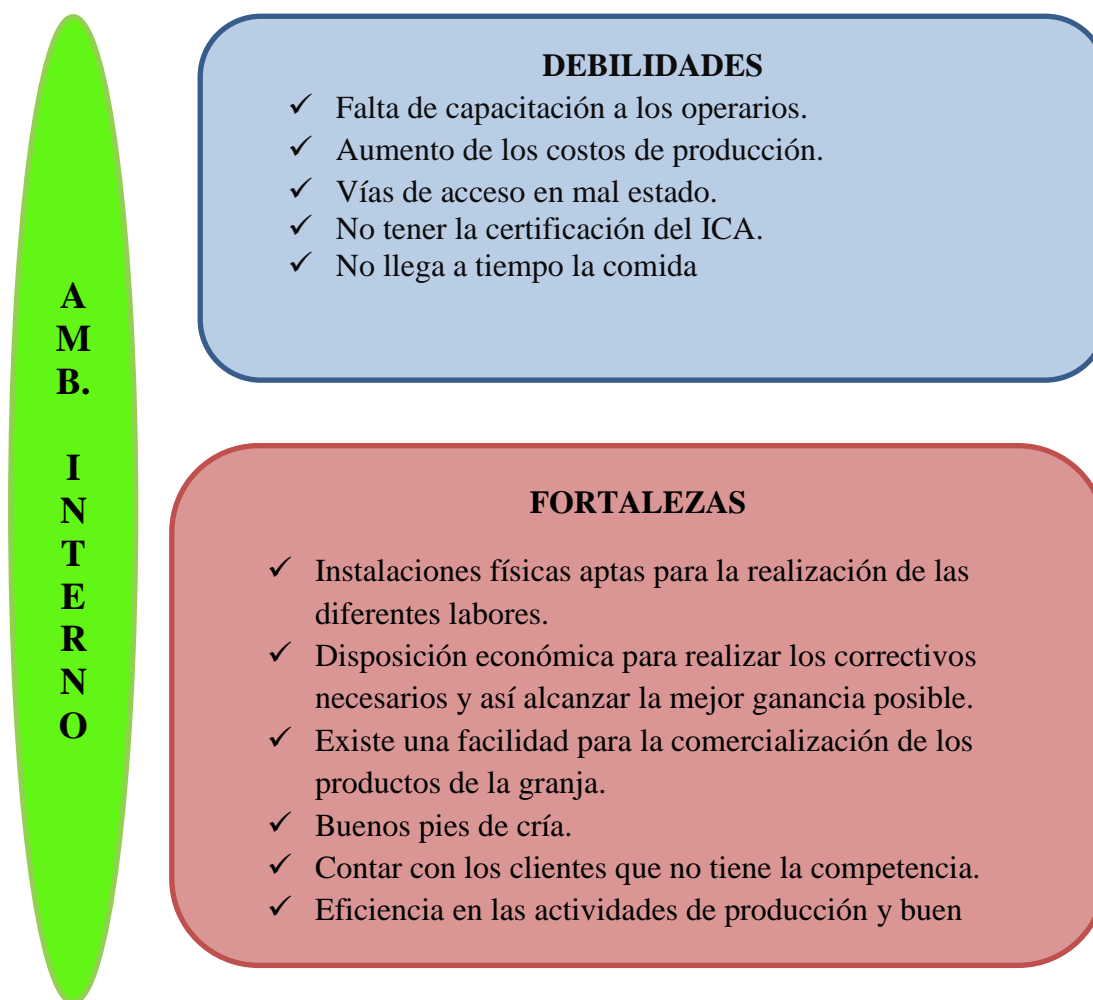 A
M
B.
I
N
T
E
R
N
O
DEBILIDADES
✓ Falta de capacitación a los operarios.
✓ Aumento de los costos de producción.
✓ Vías de acceso en mal estado.
✓ No tener la certificación del ICA.
✓ No llega a tiempo la comida
FORTALEZAS
✓ Instalaciones físicas aptas para la realización de las
diferentes labores.
✓ Disposición económica para realizar los correctivos
necesarios y así alcanzar la mejor ganancia posible.
✓ Existe una facilidad para la comercialización de los
productos de la granja.
✓ Buenos pies de cría.
✓ Contar con los clientes que no tiene la competencia.
✓ Eficiencia en las actividades de producción y buen